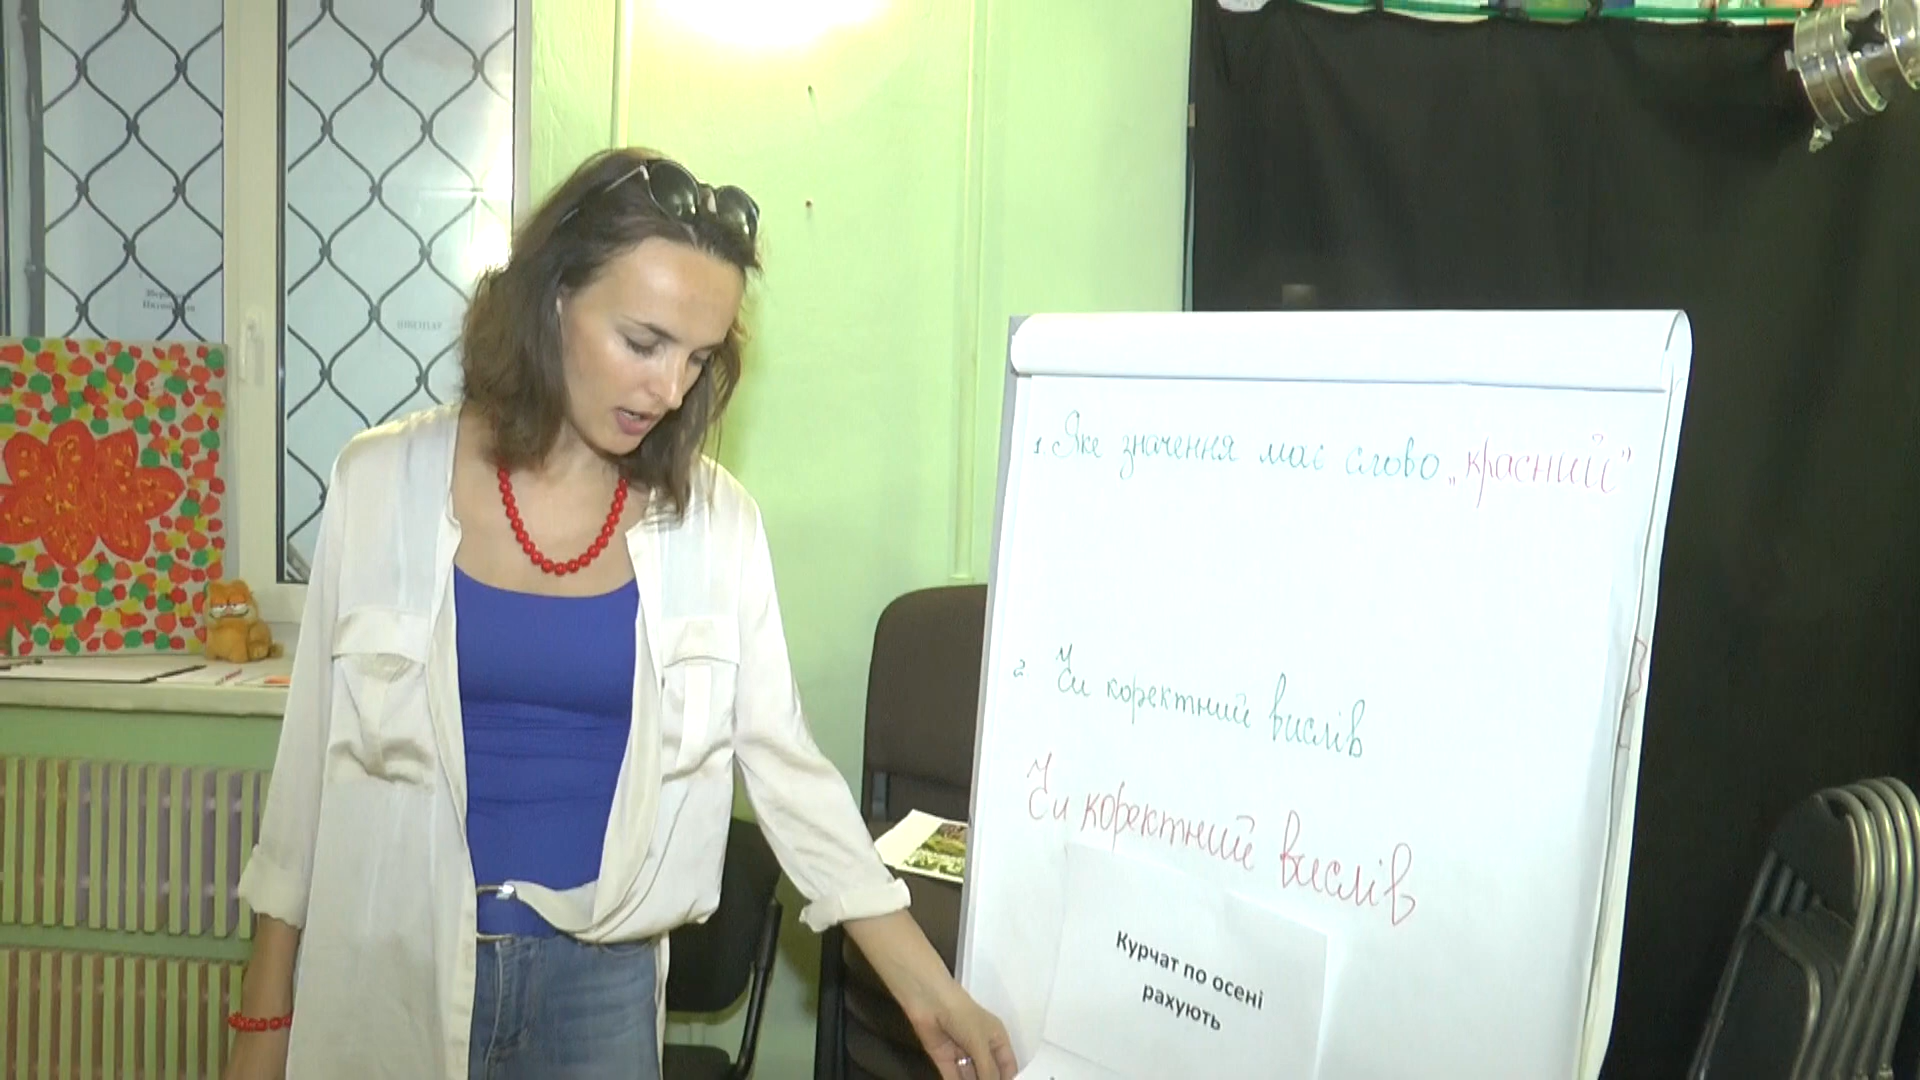 1. Яке значення має слово „красний"
2. Чи коректний вислів
Чи коректний вислів
Курчат по осені
рахують